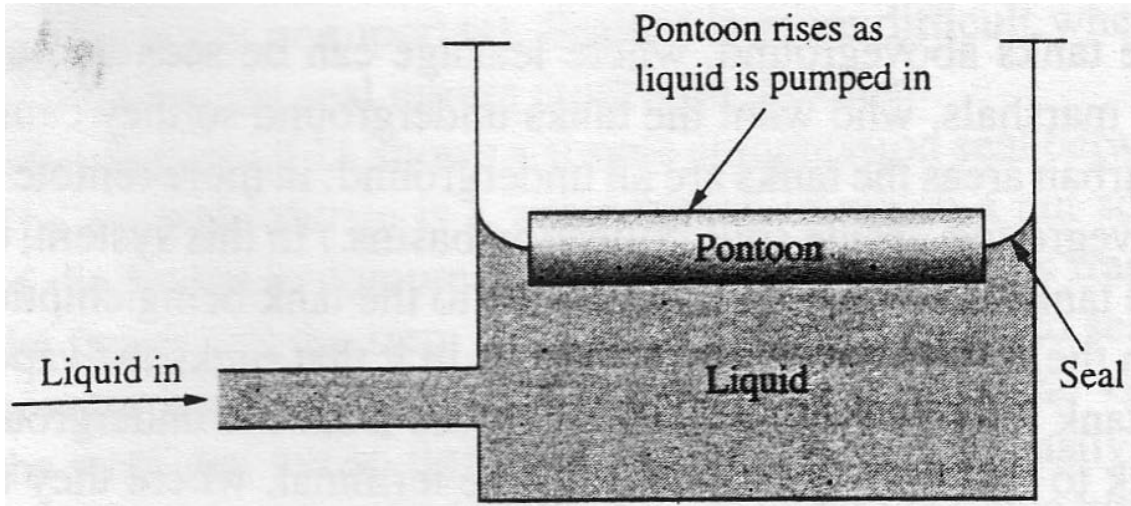 Pontoon rises as
liquid is pumped in
Pontoon
Liquid in
Liquid
Seal